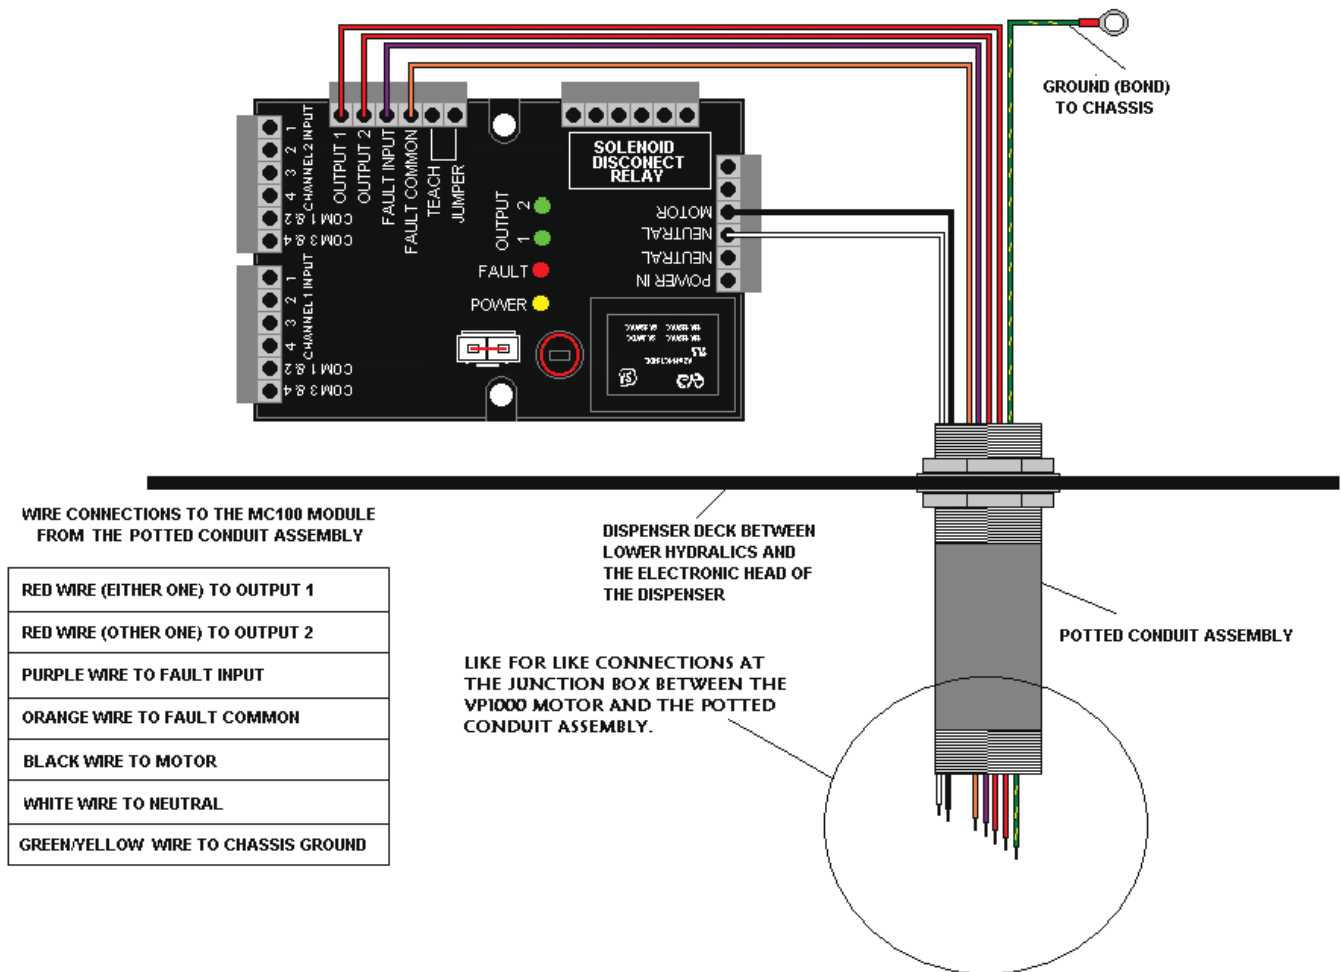 GROUND (BOND)
TO CHASSIS
1
2
3
4
COM 1 & 2
COM 3 & 4
CHANNEL 2 INPUT
1
2
3
4
COM 1 & 2
COM 3 & 4
CHANNEL 1 INPUT
OUTPUT 1
OUTPUT 2
FAULT INPUT
FAULT COMMON
TEACH
JUMPER
SOLENOID
DISCONECT
RELAY
OUTPUT
2
1
FAULT
POWER
MOTOR
NEUTRAL
NEUTRAL
POWER IN
WIRE CONNECTIONS TO THE MC100 MODULE
FROM THE POTTED CONDUIT ASSEMBLY
RED WIRE (EITHER ONE) TO OUTPUT 1
RED WIRE (OTHER ONE) TO OUTPUT 2
PURPLE WIRE TO FAULT INPUT
ORANGE WIRE TO FAULT COMMON
BLACK WIRE TO MOTOR
WHITE WIRE TO NEUTRAL
GREEN/YELLOW WIRE TO CHASSIS GROUND
DISPENSER DECK BETWEEN
LOWER HYDRALICS AND
THE ELECTRONIC HEAD OF
THE DISPENSER
POTTED CONDUIT ASSEMBLY
LIKE FOR LIKE CONNECTIONS AT
THE JUNCTION BOX BETWEEN THE
VP1000 MOTOR AND THE POTTED
CONDUIT ASSEMBLY.